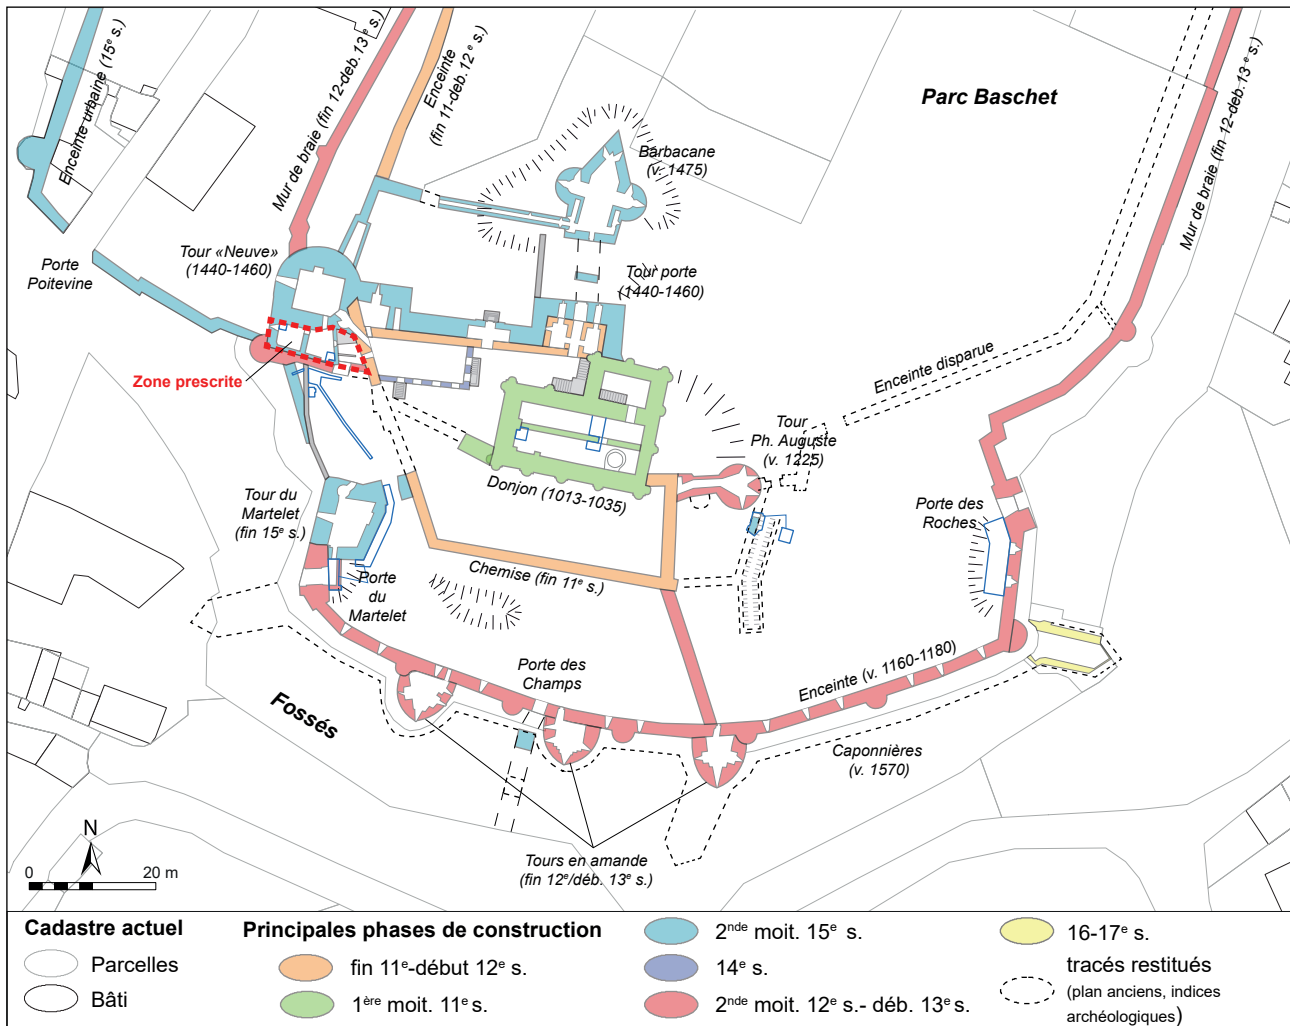 Enceinte urbaine (15e s.)
Mur de braie (fin 12-deb.13e s.)
Enceinte
(fin 11-deb.12e s.)
Parc Baschet
Mur de braie (fin 12-deb.13e s.)
Barbacane
(v. 1475)
Porte
Poitevine
Tour «Neuve»
(1440-1460)
Tour porte
(1440-1460)
Zone prescrite
Enceinte disparue
Tour
Ph. Auguste
(v. 1225)
Donjon (1013-1035)
Tour du
Martelet
(fin 15e s.)
Porte des
Roches
Chemise (fin 11e s.)
Porte
du
Martelet
Porte des
Champs
Enceinte (v. 1160-1180)
Fossés
Caponnières
(v. 1570)
Tours en amande
(fin 12e/déb. 13e s.)
N
0 20 m
Cadastre actuel
Parcelles
Bâti
Principales phases de construction
fin 11e-début 12e s.
1ère moit. 11e s.
2nde moit. 15e s.
14e s.
2nde moit. 12e s.- déb. 13e s.
16-17e s.
tracés restitués
(plan anciens, indices
archéologiques)